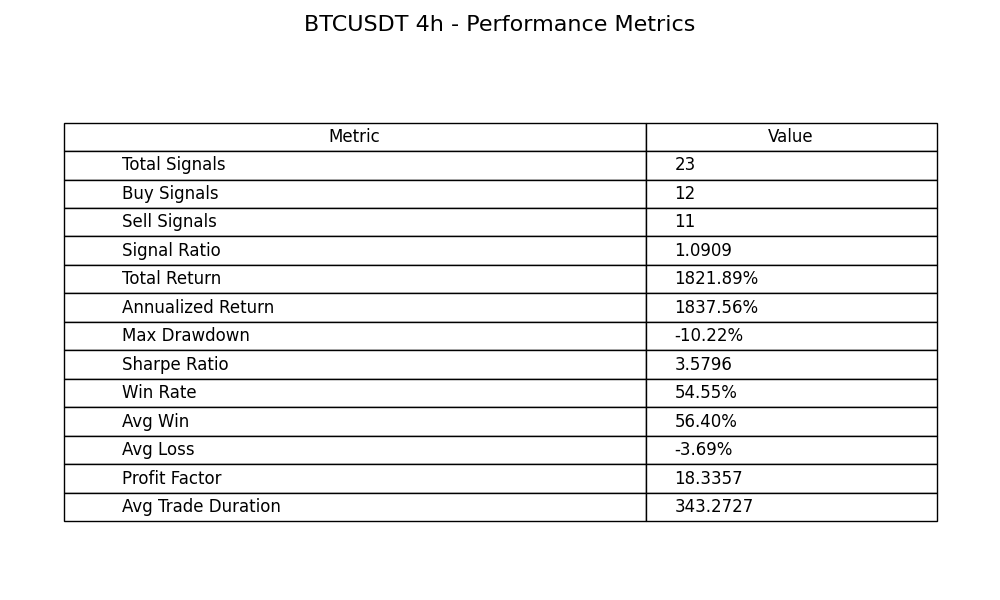 BTCUSDT 4h - Performance Metrics
Metric Value
Total Signals 23
Buy Signals 12
Sell Signals 11
Signal Ratio 1.0909
Total Return 1821.89%
Annualized Return 1837.56%
Max Drawdown -10.22%
Sharpe Ratio 3.5796
Win Rate 54.55%
Avg Win 56.40%
Avg Loss -3.69%
Profit Factor 18.3357
Avg Trade Duration 343.2727